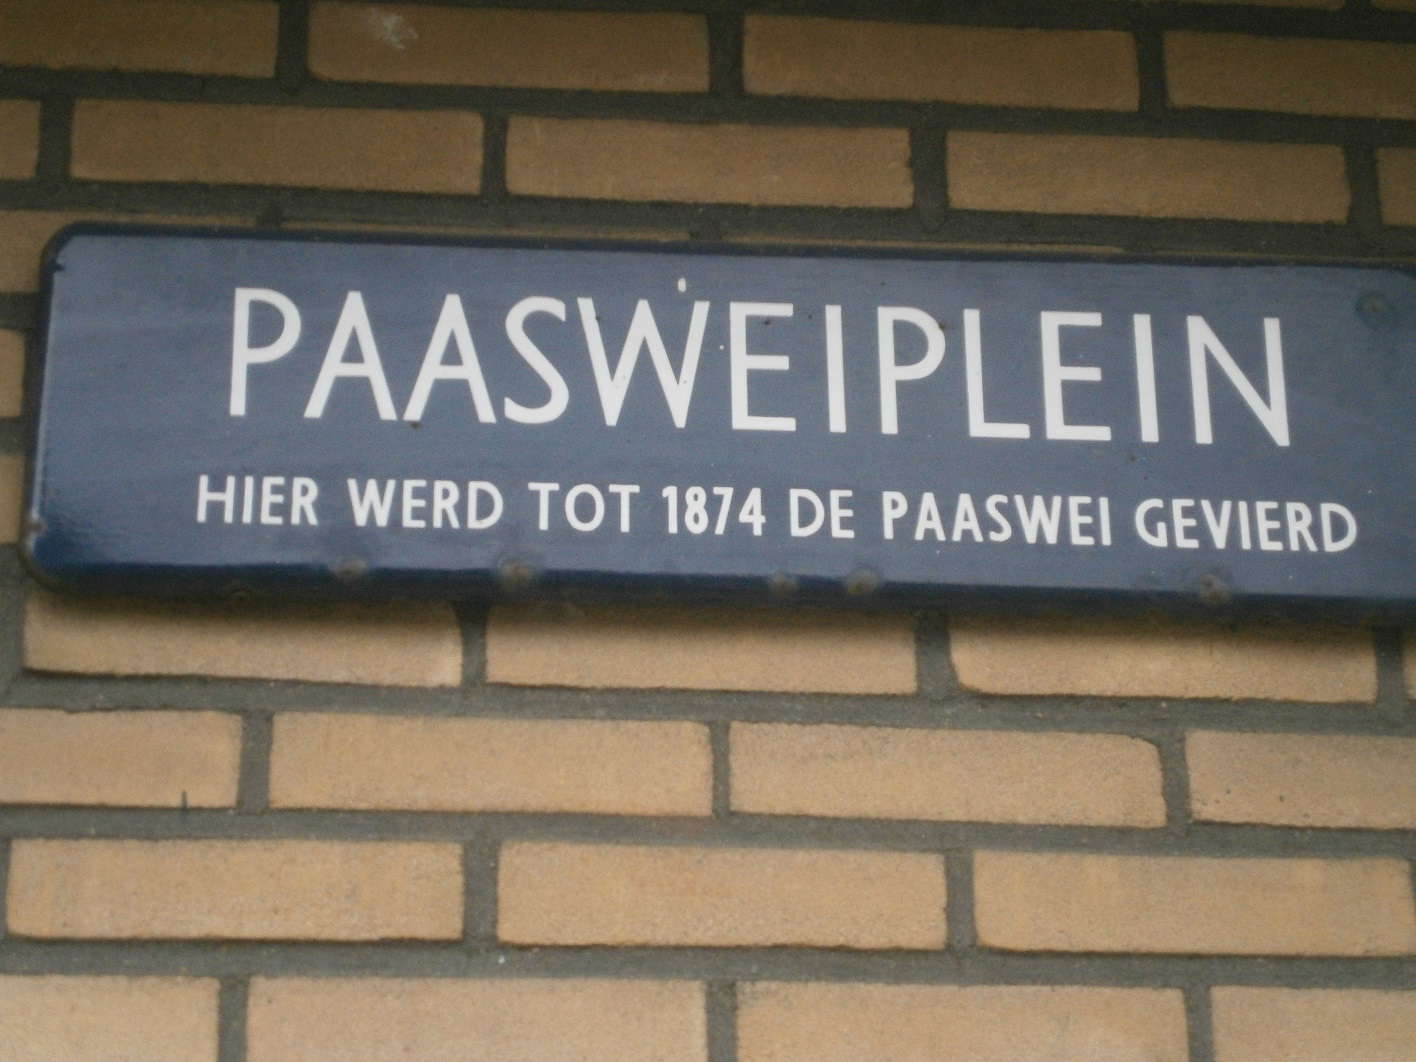 PAASWEIPLEIN
HIER WERD TOT 1874 DE PAASWEI GEVIERD